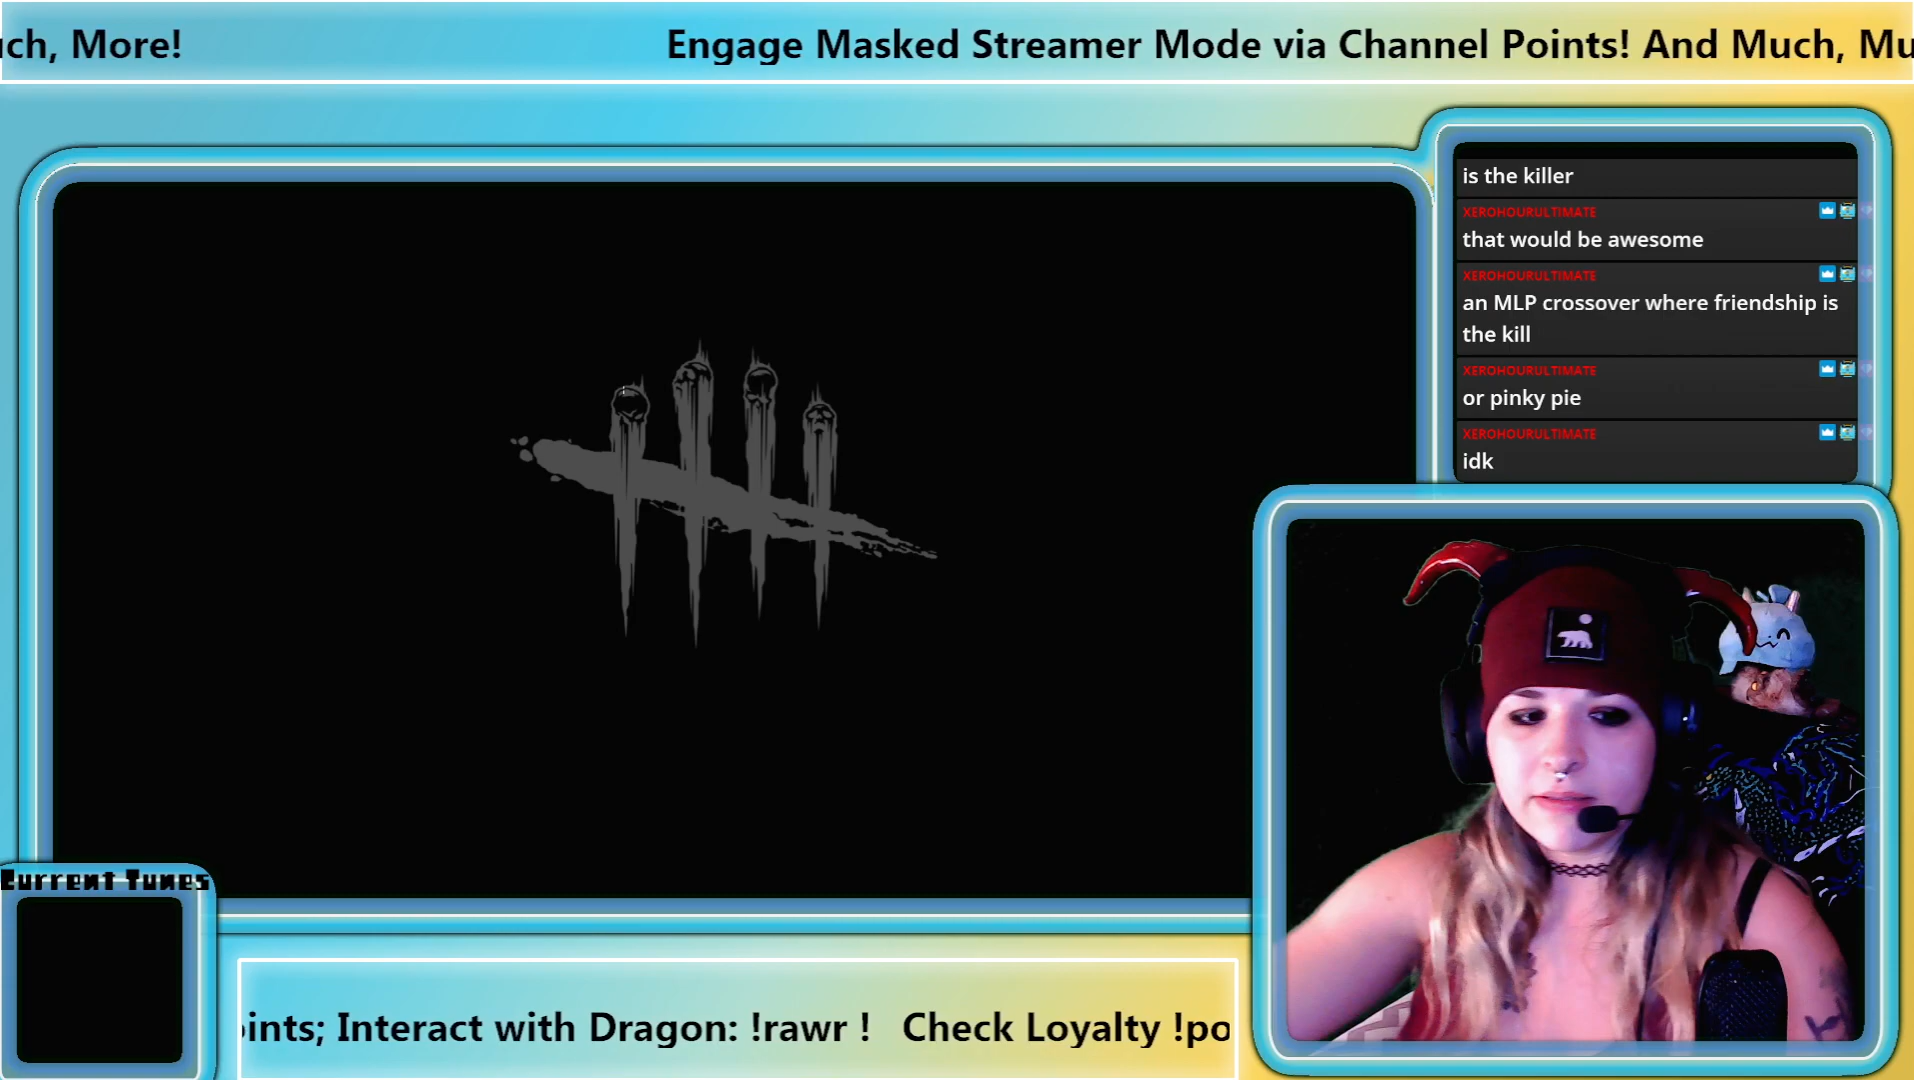 ch, More!
Engage Masked Streamer Mode via Channel Points! And Much, Mu
is the killer
XEROHOURULTIMATE
that would be awesome
XEROHOURULTIMATE
an MLP crossover where friendship is
the kill
XEROHOURULTIMATE
or pinky pie
XEROHOURULTIMATE
idk
Current Tunes
oints; Interact with Dragon: !rawr !
Check Loyalty !po